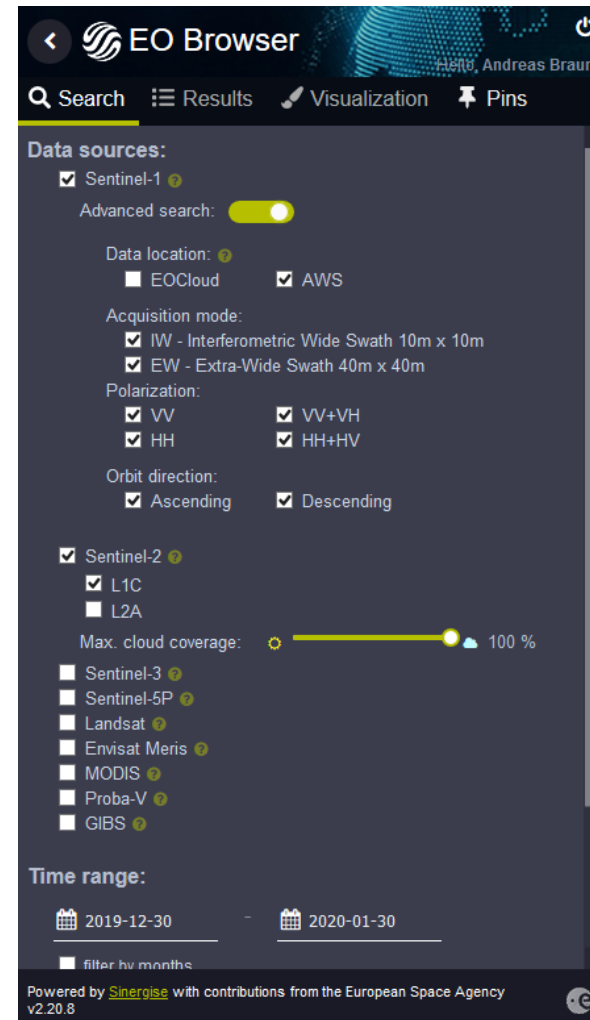 EO Browser
Hello, Andreas Braun
Search Results Visualization Pins
Data sources:
Sentinel-1
Advanced search:
Data location:
EOCloud AWS
Acquisition mode:
IW - Interferometric Wide Swath 10m x 10m
EW - Extra-Wide Swath 40m x 40m
Polarization:
VV VV+VH
HH HH+HV
Orbit direction:
Ascending Descending
Sentinel-2
L1C
L2A
Max. cloud coverage: 100 %
Sentinel-3
Sentinel-5P
Landsat
Envisat Meris
MODIS
Proba-V
GIBS
Time range:
2019-12-30 - 2020-01-30
filter by months
Powered by Sinergise with contributions from the European Space Agency
v2.20.8